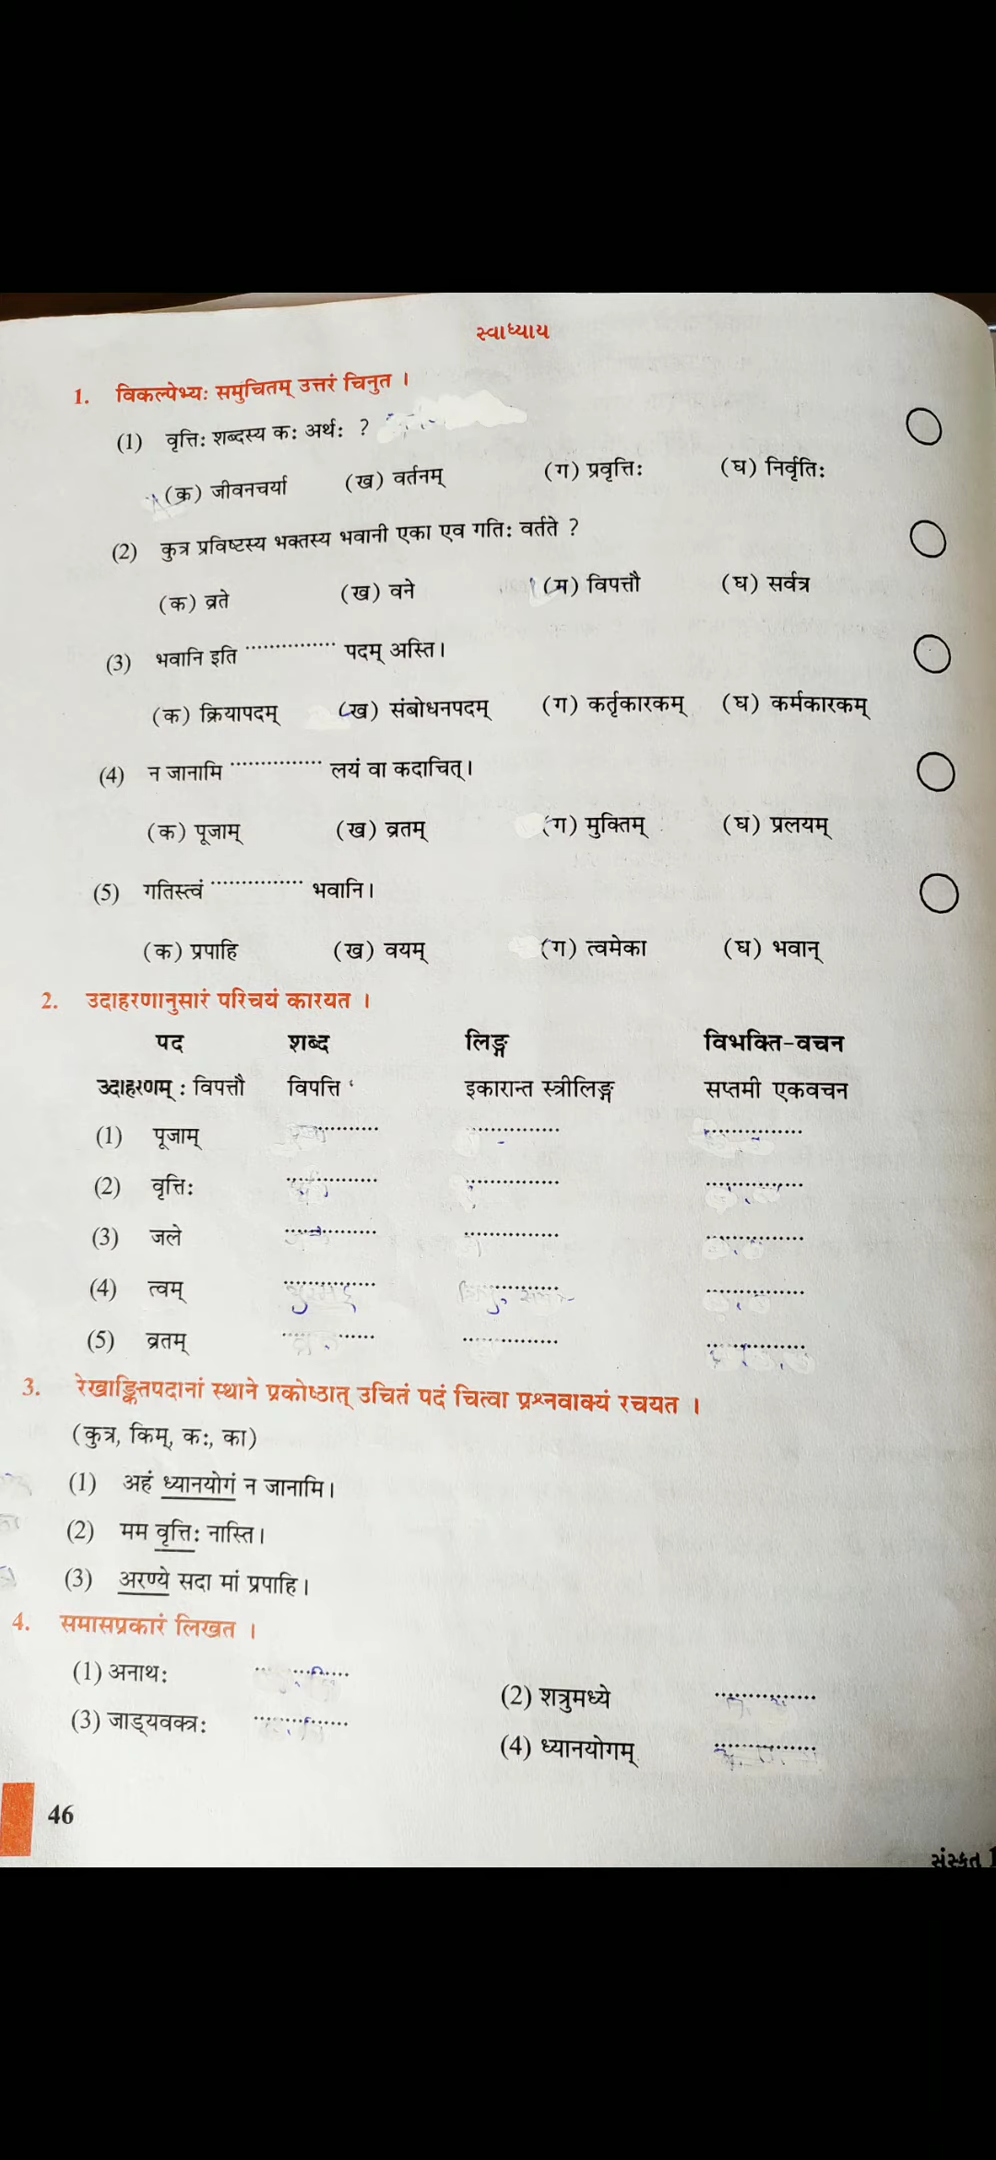 સ્વાધ્યાય
1. विकल्पेभ्यः समुचितम् उत्तरं चिनुत ।
(1) वृत्तिः शब्दस्य कः अर्थः ?
(क) जीवनचर्या (ख) वर्तनम् (ग) प्रवृत्तिः (घ) निर्वृतिः
(2) कुत्र प्रविष्टस्य भक्तस्य भवानी एका एव गतिः वर्तते ?
(क) व्रते (ख) वने (ग) विपत्तौ (घ) सर्वत्र
(3) भवानि इति ............... पदम् अस्ति ।
(क) क्रियापदम् (ख) संबोधनपदम् (ग) कर्तृकारकम् (घ) कर्मकारकम्
(4) न जानामि ............... लयं वा कदाचित् ।
(क) पूजाम् (ख) व्रतम् (ग) मुक्तिम् (घ) प्रलयम्
(5) गतिस्त्वं ............... भवानि ।
(क) प्रपाहि (ख) वयम् (ग) त्वमेका (घ) भवान्
2. उदाहरणानुसारं परिचयं कारयत ।
पद शब्द लिङ्ग विभक्ति-वचन
उदाहरणम् : विपत्तौ विपत्ति इकारान्त स्त्रीलिङ्ग सप्तमी एकवचन
(1) पूजाम् ............... ............... ...............
(2) वृत्तिः ............... ............... ...............
(3) जले ............... ............... ...............
(4) त्वम् ............... ............... ...............
(5) व्रतम् ............... ............... ...............
3. रेखाङ्कितपदानां स्थाने प्रकोष्ठात् उचितं पदं चित्वा प्रश्नवाक्यं रचयत ।
(कुत्र, किम्, कः, का)
(1) अहं ध्यानयोगं न जानामि ।
(2) मम वृत्तिः नास्ति ।
(3) अरण्ये सदा मां प्रपाहि ।
4. समासप्रकारं लिखत ।
(1) अनाथः ............... (2) शत्रुमध्ये ...............
(3) जाड्यवक्त्रः ............... (4) ध्यानयोगम् ...............
46
સંસ્કૃત